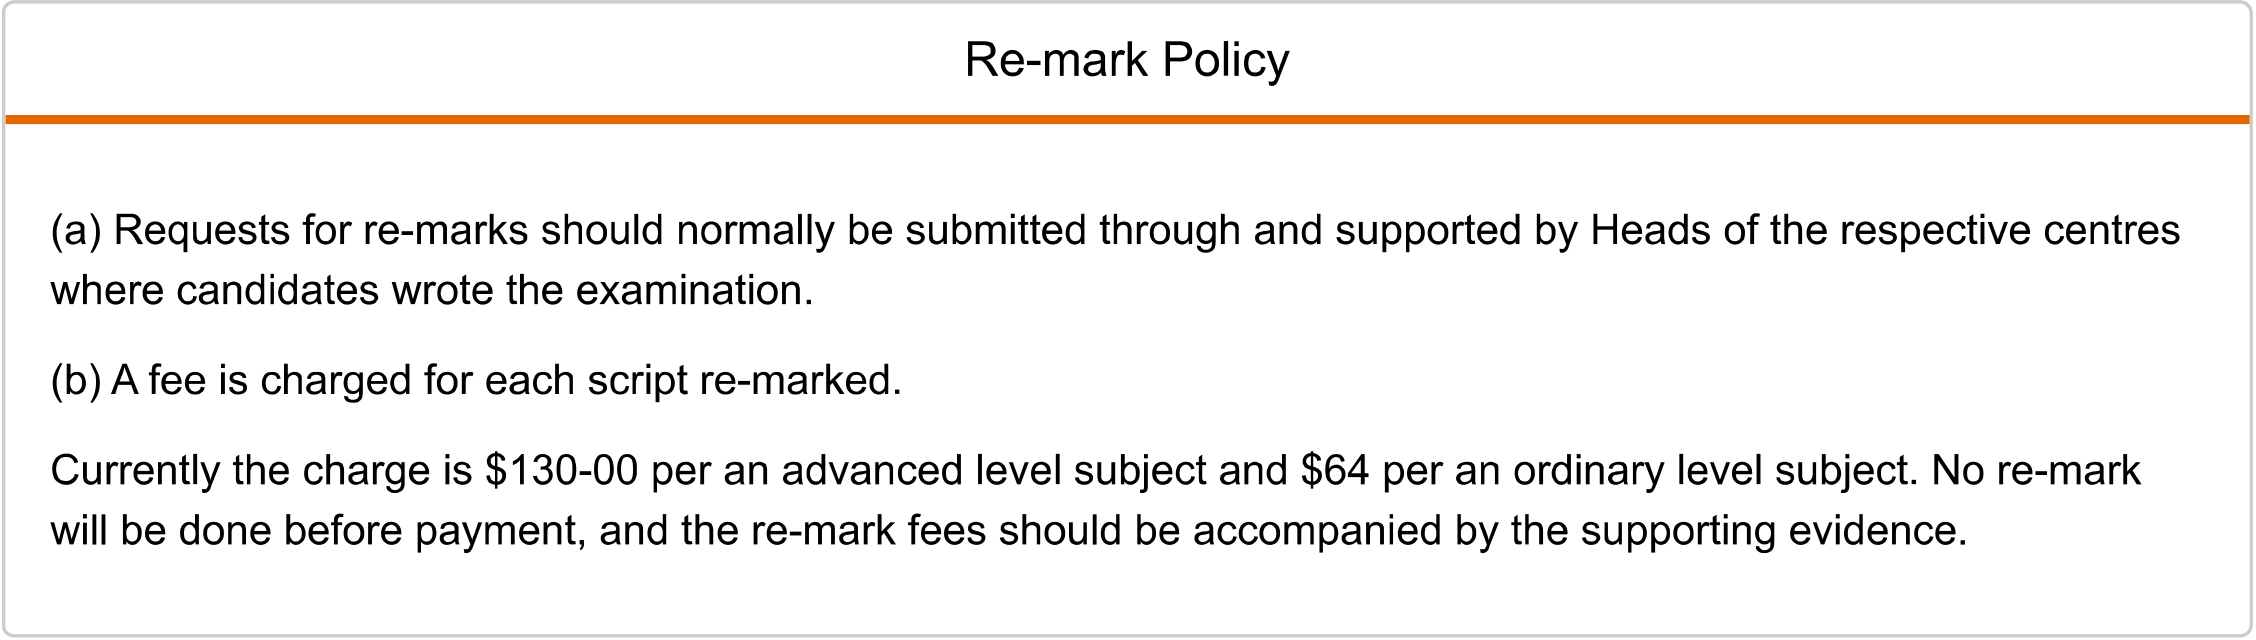 Re-mark Policy
(a) Requests for re-marks should normally be submitted through and supported by Heads of the respective centres
where candidates wrote the examination.
(b) A fee is charged for each script re-marked.
Currently the charge is $130-00 per an advanced level subject and $64 per an ordinary level subject. No re-mark
will be done before payment, and the re-mark fees should be accompanied by the supporting evidence.